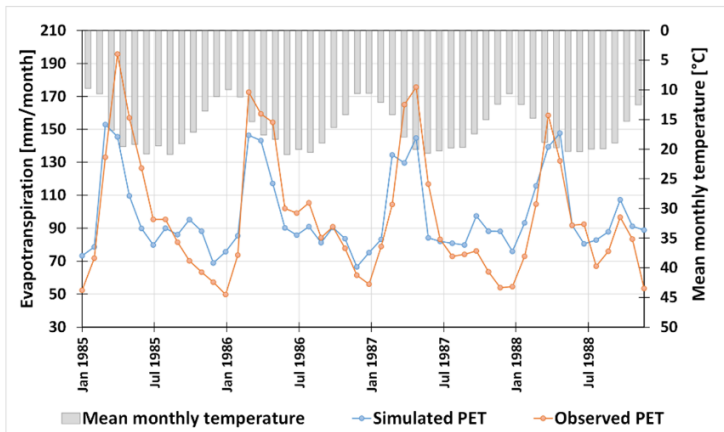 Evapotranspiration [mm/month]
210
190
170
150
130
110
90
70
50
30
0
5
10
15
20
25
30
35
40
45
50
Mean monthly temperature [°C]
Jan 1985
Jul 1985
Jan 1986
Jul 1986
Jan 1987
Jul 1987
Jan 1988
Jul 1988
Mean monthly temperature Simulated PET Observed PET